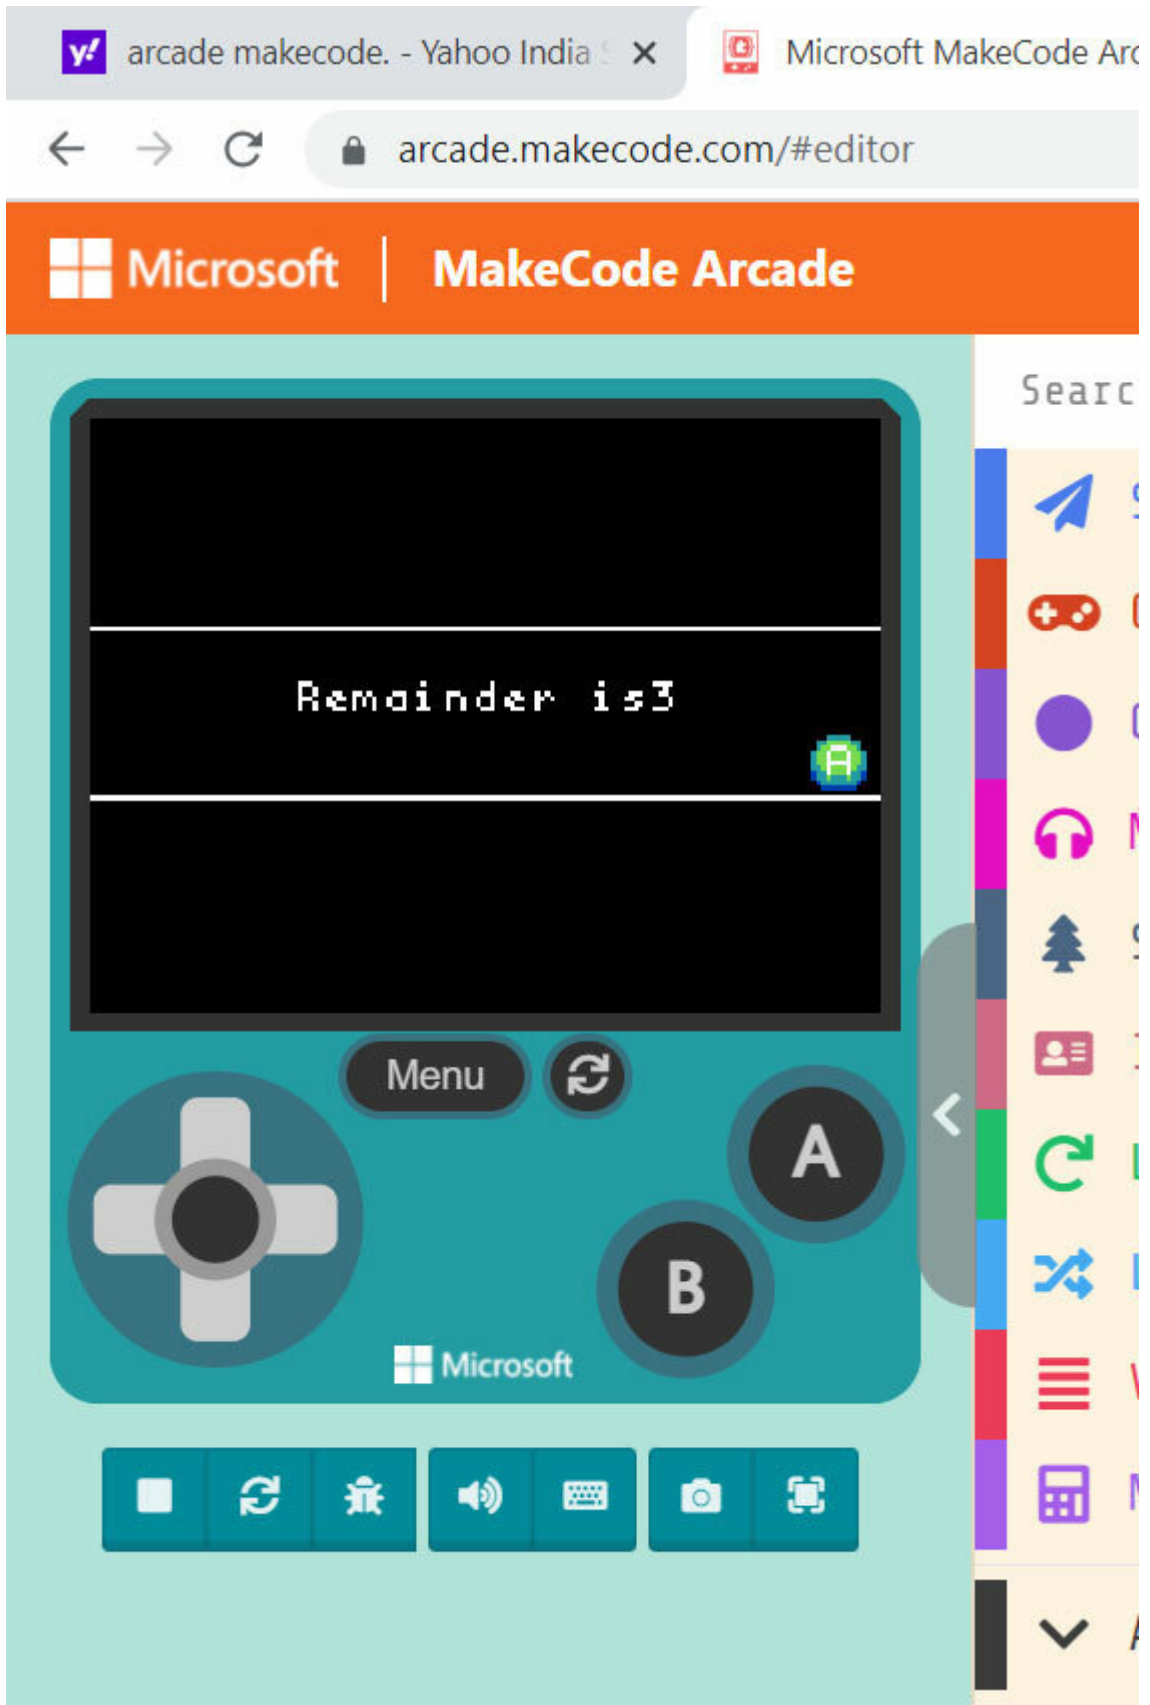 y! arcade makecode. - Yahoo India
Microsoft MakeCode Arc
arcade.makecode.com/#editor
Microsoft | MakeCode Arcade
Searc
Remainder is3
A
Menu
A
B
Microsoft